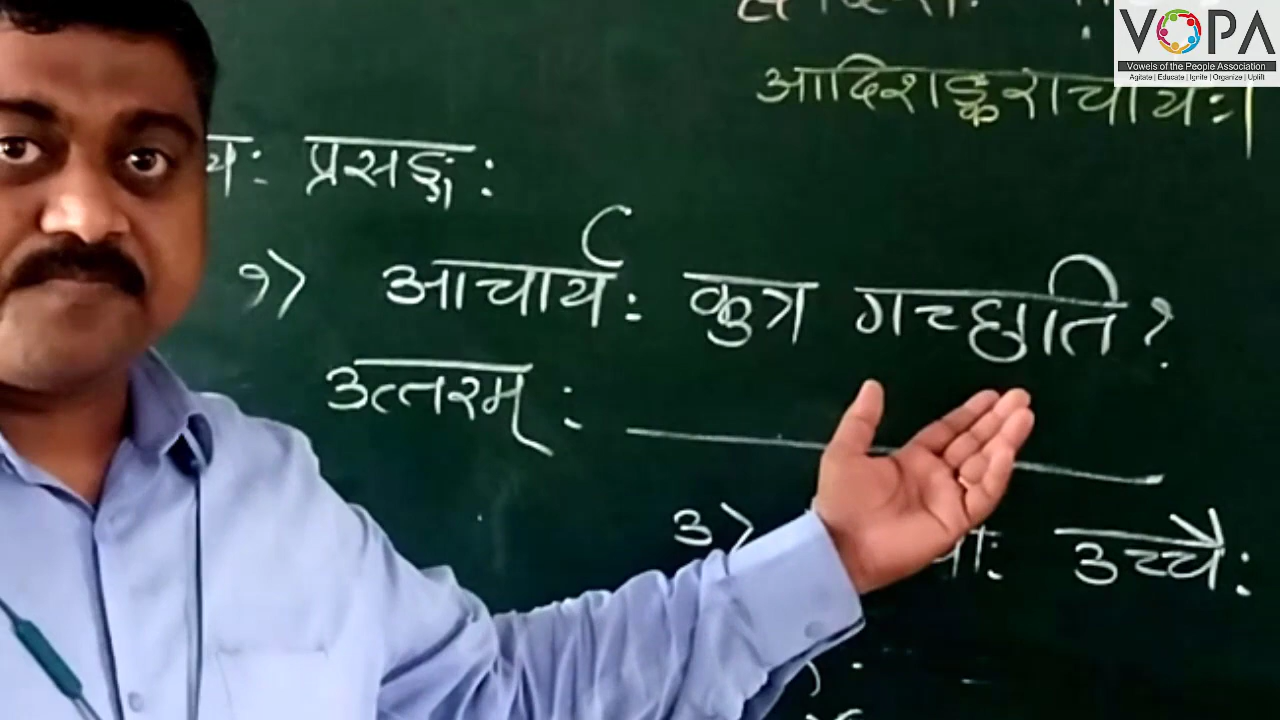 VOPA
Vowels of the People Association
Agitate | Educate | Ignite | Organize | Uplift
आदिशङ्कराचार्यः।
यः प्रसङ्गः
१) आचार्यः कुत्र गच्छति?
उत्तरम् :
३) उच्चैः